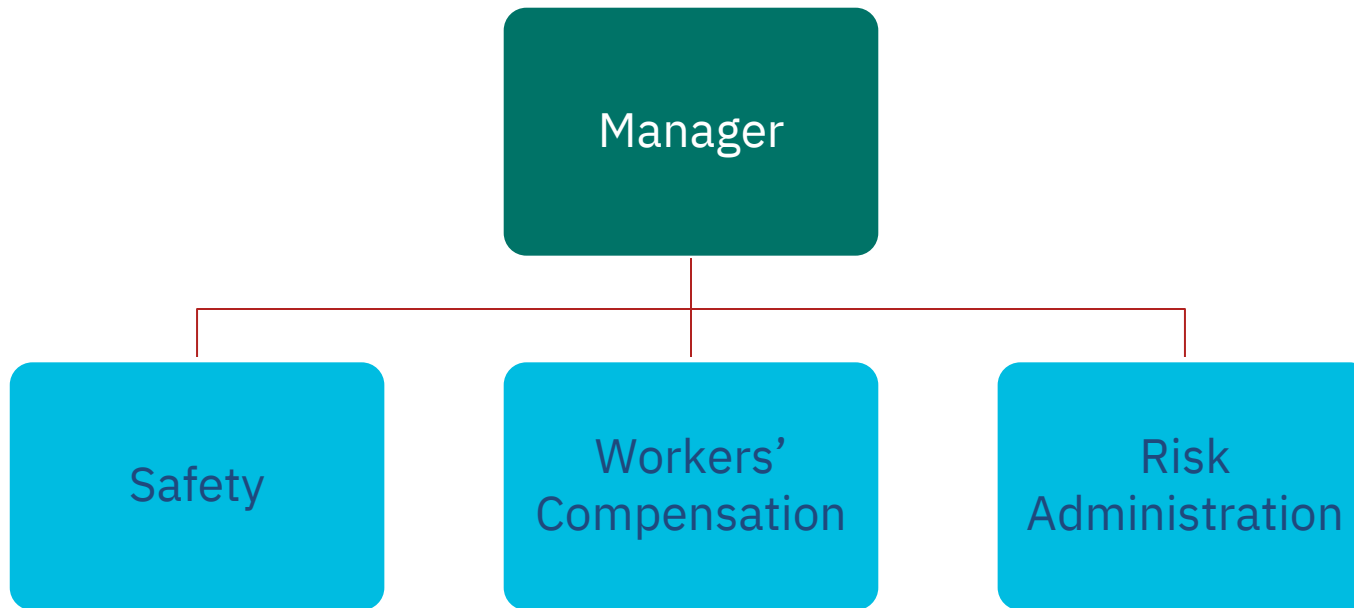 Manager
Safety
Workers’
Compensation
Risk
Administration